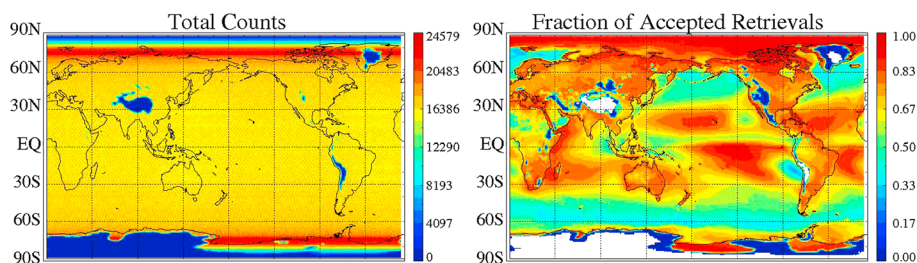 Total Counts
90N
60N
30N
EQ
30S
60S
90S
24579
20483
16386
12290
8193
4097
0
Fraction of Accepted Retrievals
90N
60N
30N
EQ
30S
60S
90S
1.00
0.83
0.67
0.50
0.33
0.17
0.00